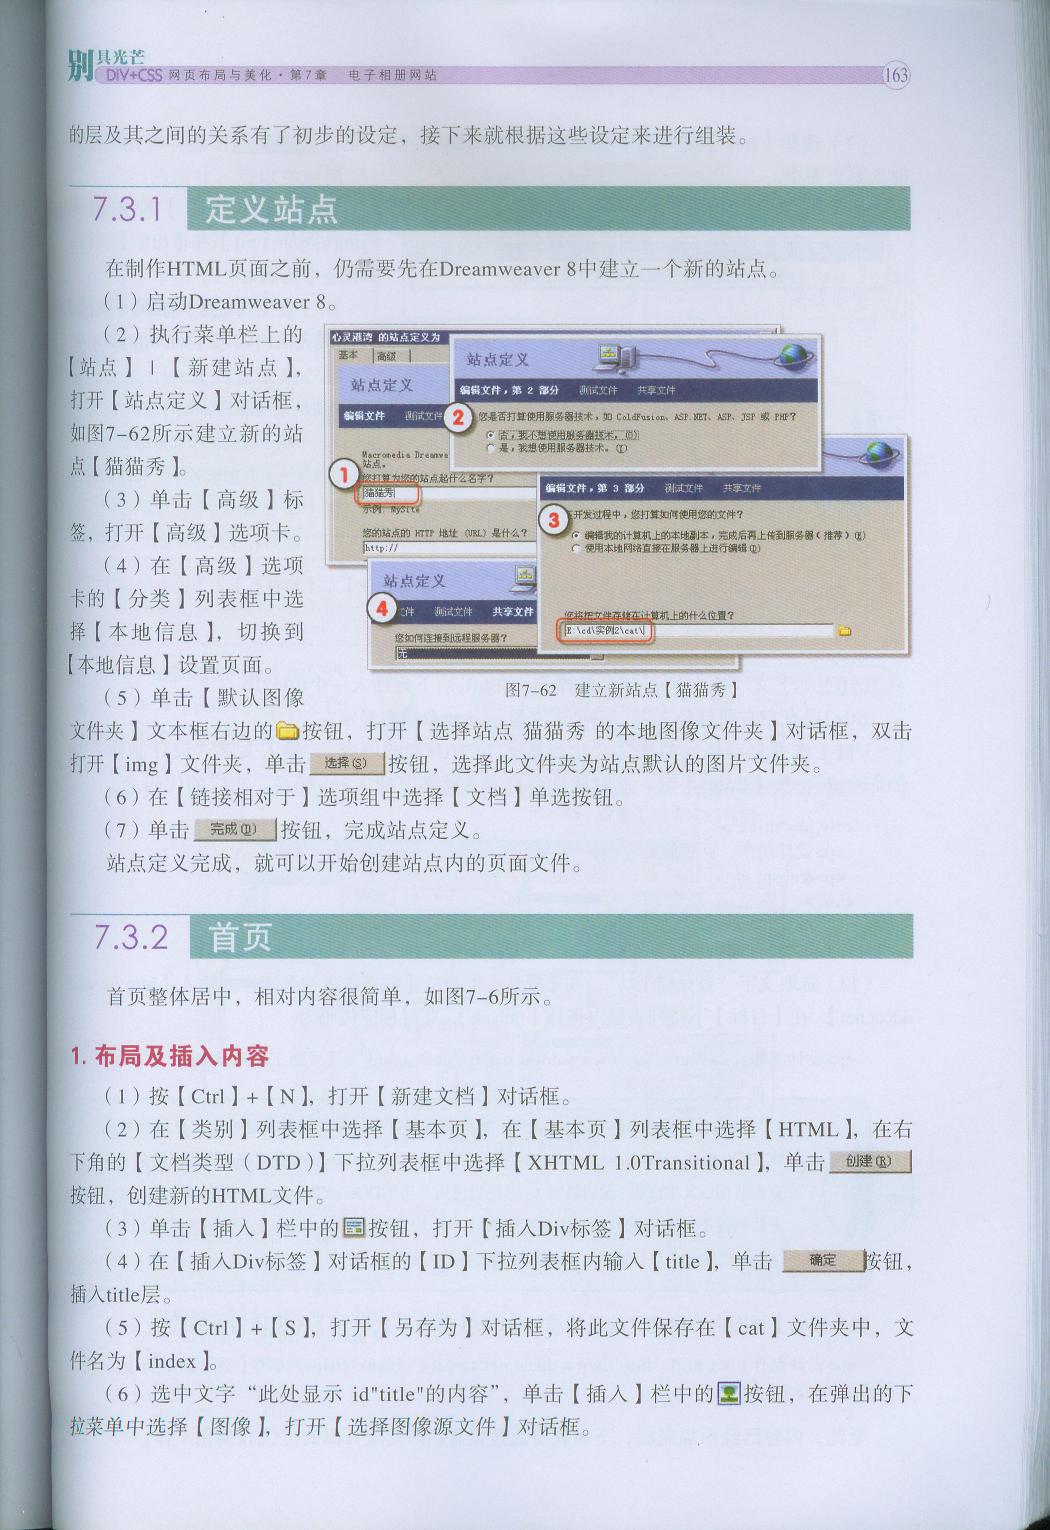 别具光芒
DIV+CSS 网页布局与美化·第7章 电子相册网站
163
的层及其之间的关系有了初步的设定，接下来就根据这些设定来进行组装。
7.3.1 定义站点
在制作HTML页面之前，仍需要先在Dreamweaver 8中建立一个新的站点。
（1）启动Dreamweaver 8。
（2）执行菜单栏上的
【站点】|【新建站点】，
打开【站点定义】对话框，
如图7-62所示建立新的站
点【猫猫秀】。
（3）单击【高级】标
签，打开【高级】选项卡。
（4）在【高级】选项
卡的【分类】列表框中选
择【本地信息】，切换到
【本地信息】设置页面。
（5）单击【默认图像
心灵港湾 的站点定义为
基本 高级
站点定义
编辑文件 测试文件
1
Macromedia Dreamwe
站点。
您打算为您的站点起什么名字？
猫猫秀
示例：MySite
您的站点的 HTTP 地址 (URL) 是什么？
http://
站点定义
编辑文件，第 2 部分 测试文件 共享文件
2
您是否打算使用服务器技术，如 ColdFusion、ASP.NET、ASP、JSP 或 PHP？
否，我不想使用服务器技术。(O)
是，我想使用服务器技术。(Y)
编辑文件，第 3 部分 测试文件 共享文件
3
在开发过程中，您打算如何使用您的文件？
编辑我的计算机上的本地副本，完成后再上传到服务器（推荐）(E)
使用本地网络直接在服务器上进行编辑(D)
您将把文件存储在计算机上的什么位置？
E:\cd\实例2\cat\
站点定义
4
文件 测试文件 共享文件
您如何连接到远程服务器？
无
图7-62 建立新站点【猫猫秀】
文件夹】文本框右边的按钮，打开【选择站点 猫猫秀 的本地图像文件夹】对话框，双击
打开【img】文件夹，单击 选择(S) 按钮，选择此文件夹为站点默认的图片文件夹。
（6）在【链接相对于】选项组中选择【文档】单选按钮。
（7）单击 完成(D) 按钮，完成站点定义。
站点定义完成，就可以开始创建站点内的页面文件。
7.3.2 首页
首页整体居中，相对内容很简单，如图7-6所示。
1. 布局及插入内容
（1）按【Ctrl】+【N】，打开【新建文档】对话框。
（2）在【类别】列表框中选择【基本页】，在【基本页】列表框中选择【HTML】，在右
下角的【文档类型（DTD）】下拉列表框中选择【XHTML 1.0Transitional】，单击 创建(R)
按钮，创建新的HTML文件。
（3）单击【插入】栏中的按钮，打开【插入Div标签】对话框。
（4）在【插入Div标签】对话框的【ID】下拉列表框内输入【title】，单击 确定 按钮，
插入title层。
（5）按【Ctrl】+【S】，打开【另存为】对话框，将此文件保存在【cat】文件夹中，文
件名为【index】。
（6）选中文字“此处显示 id"title"的内容”，单击【插入】栏中的按钮，在弹出的下
拉菜单中选择【图像】，打开【选择图像源文件】对话框。